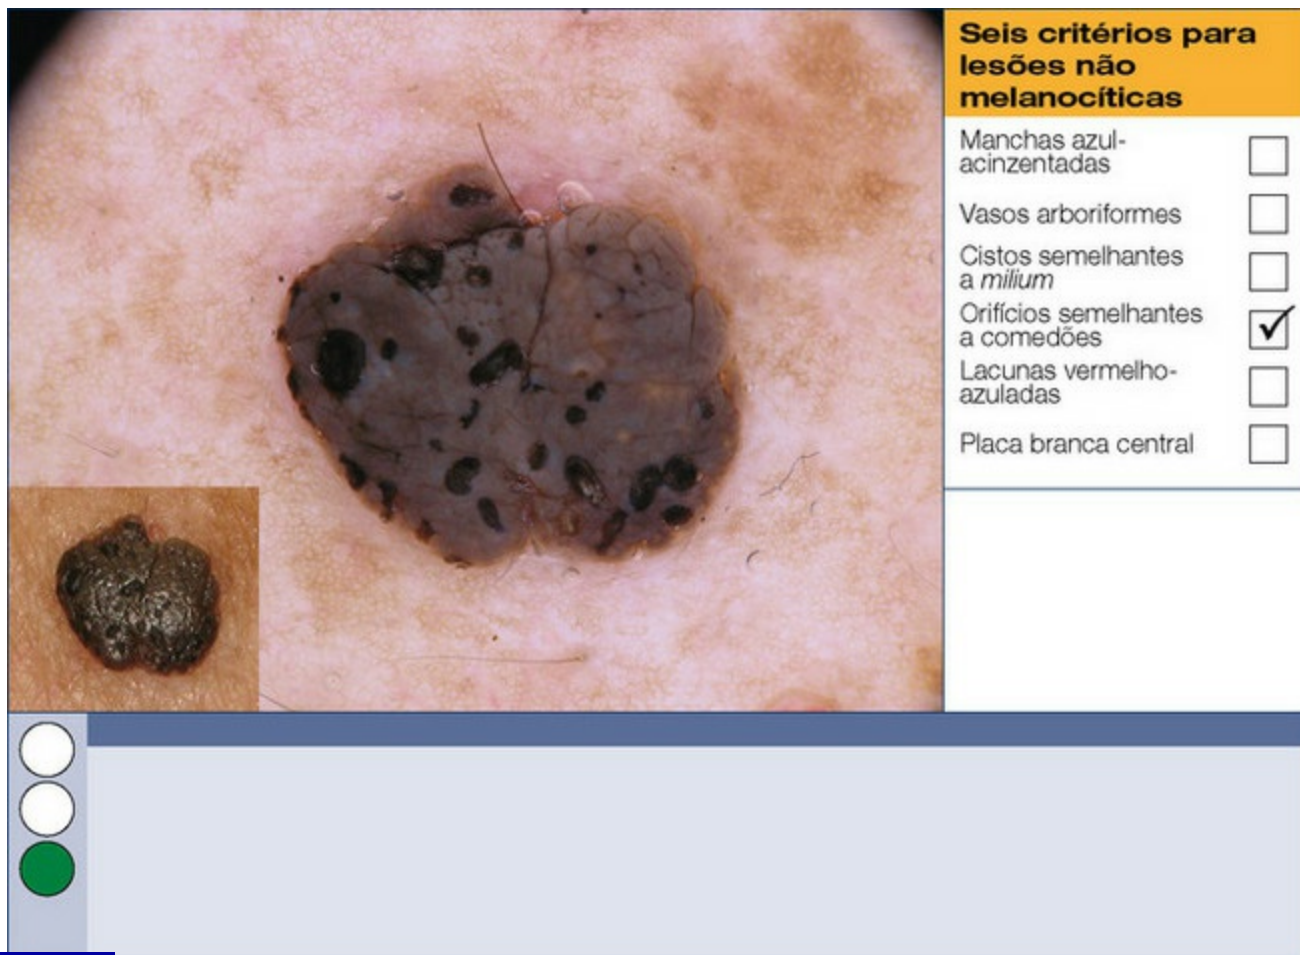 Seis critérios para
lesões não
melanocíticas
Manchas azul-
acinzentadas
Vasos arboriformes
Cistos semelhantes
a milium
Orifícios semelhantes
a comedões
Lacunas vermelho-
azuladas
Placa branca central